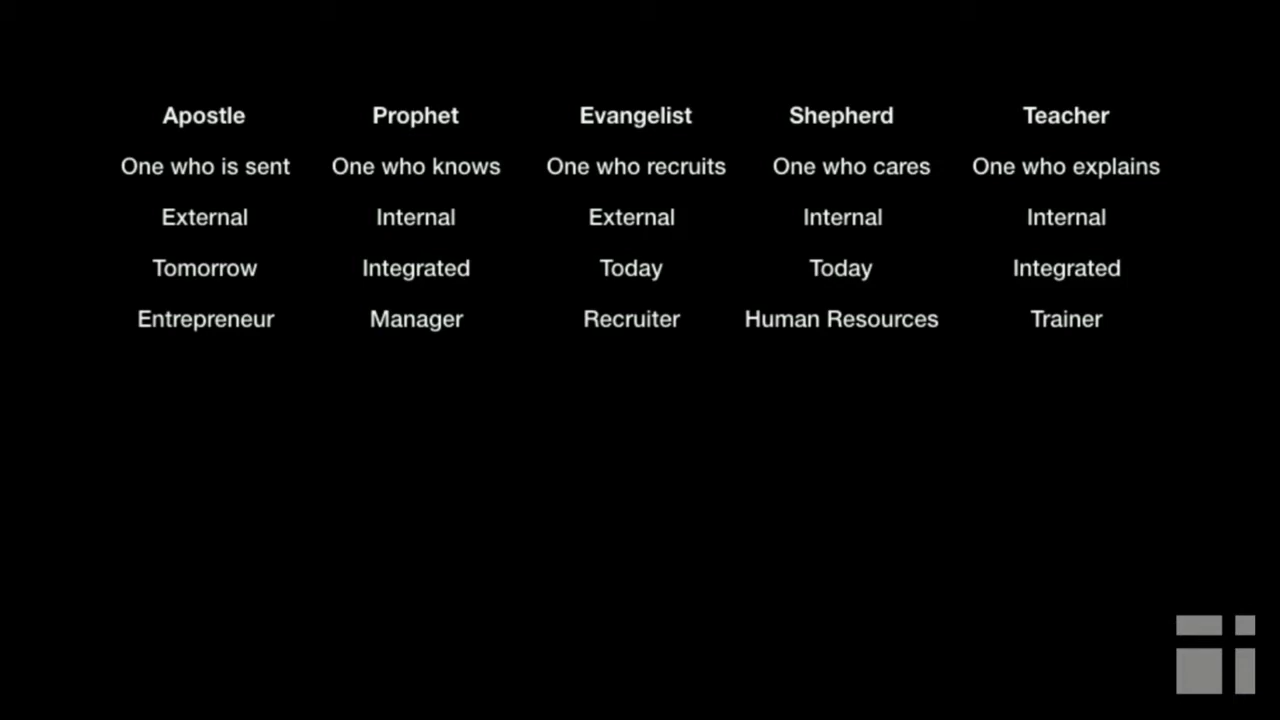 Apostle Prophet Evangelist Shepherd Teacher
One who is sent One who knows One who recruits One who cares One who explains
External Internal External Internal Internal
Tomorrow Integrated Today Today Integrated
Entrepreneur Manager Recruiter Human Resources Trainer